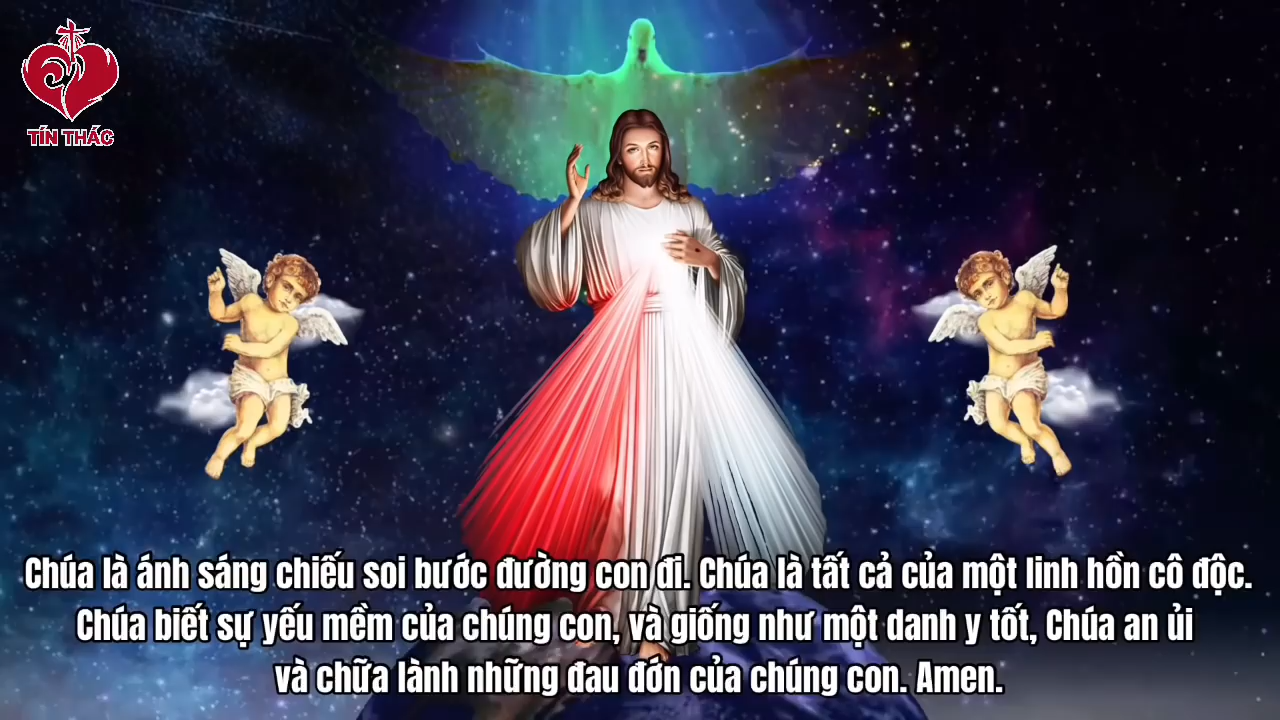 TÍN THÁC
Chúa là ánh sáng chiếu soi bước đường con đi. Chúa là tất cả của một linh hồn cô độc.
Chúa biết sự yếu mềm của chúng con, và giống như một danh y tốt, Chúa an ủi
và chữa lành những đau đớn của chúng con. Amen.